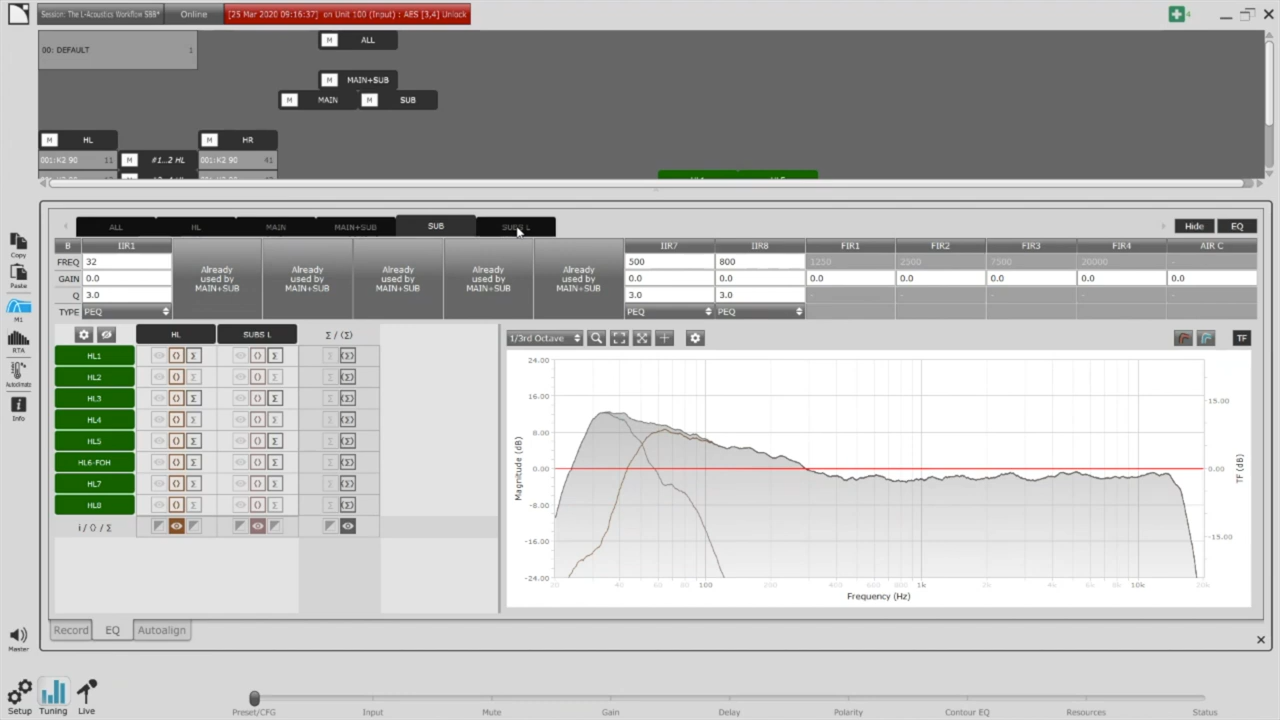 Session: The L-Acoustics Workflow SBB* Online [25 Mar 2020 09:16:37] on Unit 100 (Input) : AES [3,4] Unlock 4
00: DEFAULT 1
M ALL
M MAIN+SUB
M MAIN M SUB
M HL M HR
001:K2 90 11 M #1...2 HL 001:K2 90 41
ALL HL MAIN MAIN+SUB SUB SUBS L Hide EQ
B IIR1 IIR7 IIR8 FIR1 FIR2 FIR3 FIR4 AIR C
FREQ 32 500 800 1250 2500 7500 20000 -
GAIN 0.0 0.0 0.0 0.0 0.0 0.0 0.0 0.0
Q 3.0 3.0 3.0 - - - - -
TYPE PEQ PEQ PEQ - - - - -
Already used by MAIN+SUB
Already used by MAIN+SUB
Already used by MAIN+SUB
Already used by MAIN+SUB
Already used by MAIN+SUB
Copy
Paste
M1
RTA
Autoclimate
Info
Master
HL SUBS L Σ / (Σ)
HL1
HL2
HL3
HL4
HL5
HL6-FOH
HL7
HL8
i / () / Σ
1/3rd Octave TF
24.00
16.00 15.00
8.00
0.00 0.00
-8.00
-16.00 -15.00
-24.00
Magnitude (dB)
TF (dB)
20 40 60 80 100 200 400 600 800 1k 2k 4k 6k 10k 20k
Frequency (Hz)
Record EQ Autoalign
Setup Tuning Live
Preset/CFG Input Mute Gain Delay Polarity Contour EQ Resources Status